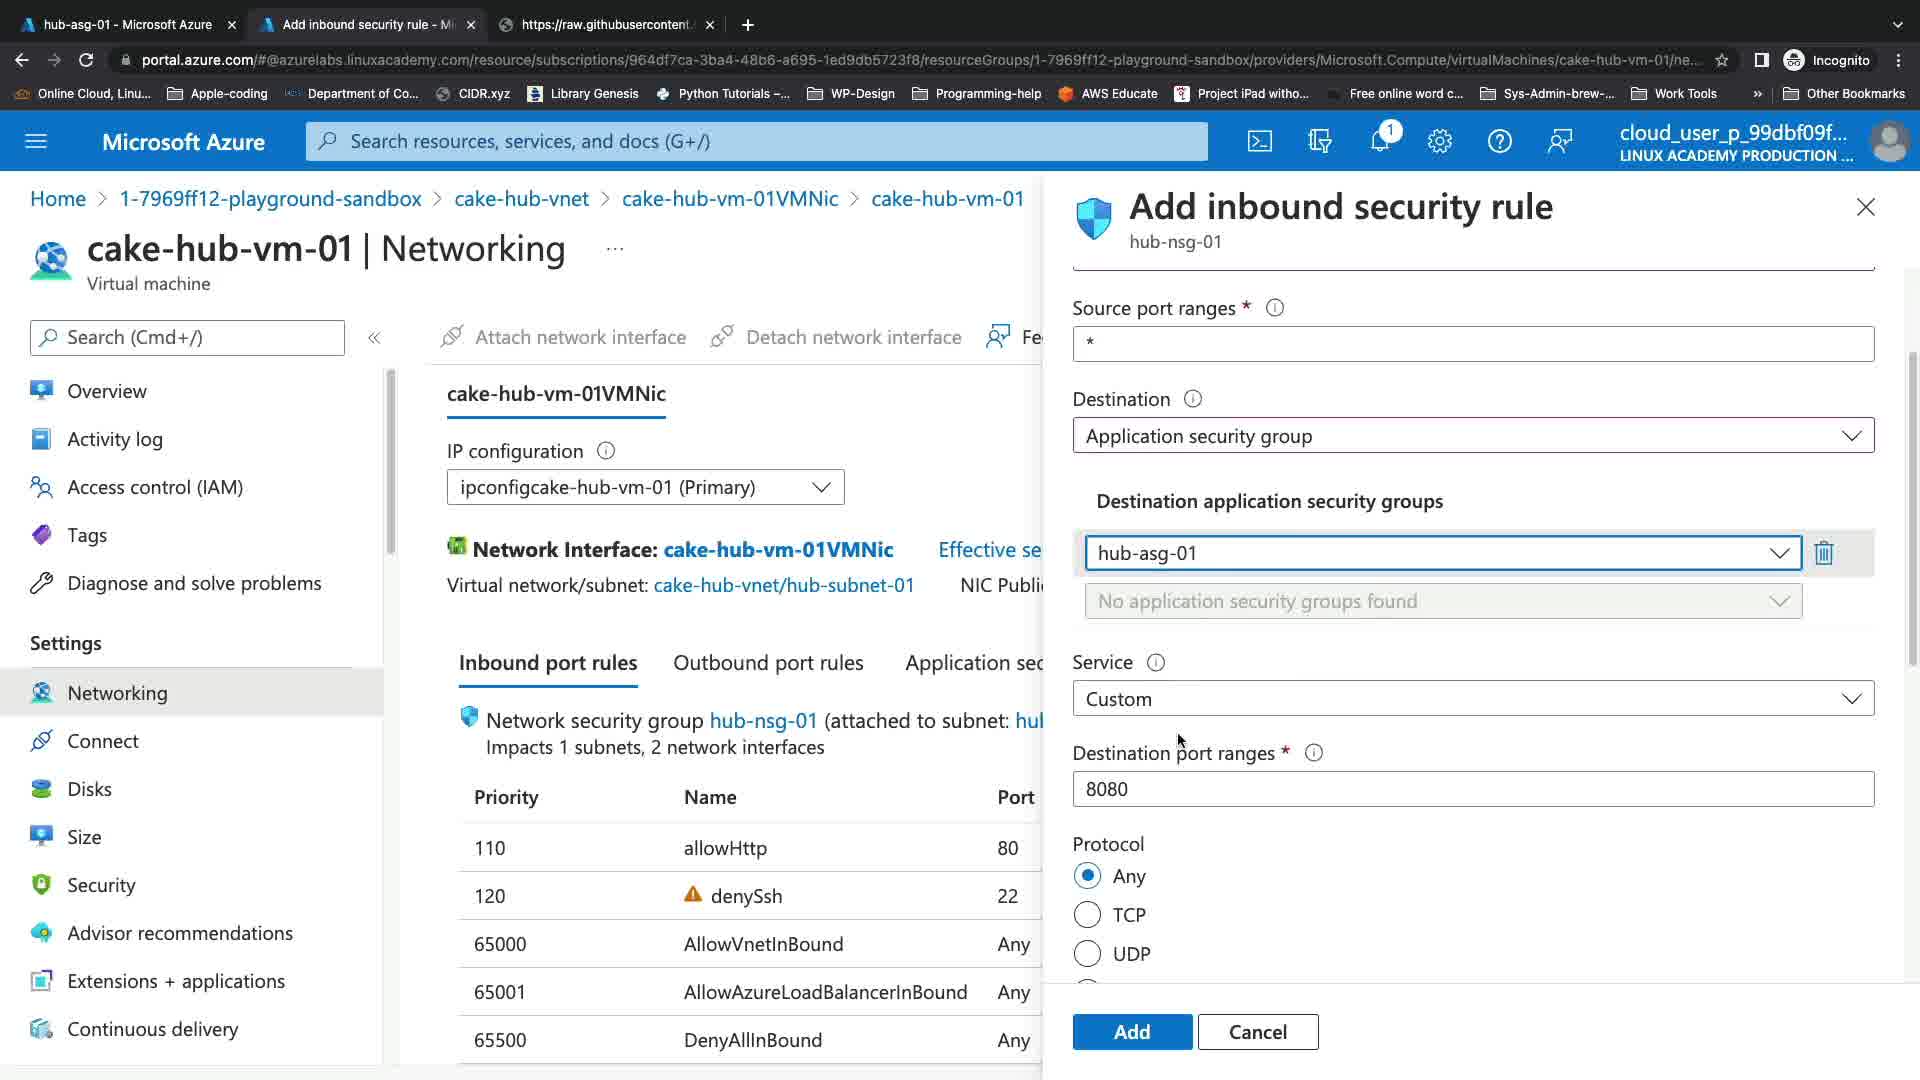 hub-asg-01 - Microsoft Azure
Add inbound security rule - Mi
https://raw.githubusercontent.
portal.azure.com/#@azurelabs.linuxacademy.com/resource/subscriptions/964df7ca-3ba4-48b6-a695-1ed9db5723f8/resourceGroups/1-7969ff12-playground-sandbox/providers/Microsoft.Compute/virtualMachines/cake-hub-vm-01/ne...
Incognito
Online Cloud, Linu...
Apple-coding
Department of Co...
CIDR.xyz
Library Genesis
Python Tutorials –...
WP-Design
Programming-help
AWS Educate
Project iPad witho...
Free online word c...
Sys-Admin-brew-...
Work Tools
»
Other Bookmarks
Microsoft Azure
Search resources, services, and docs (G+/)
1
cloud_user_p_99dbf09f...
LINUX ACADEMY PRODUCTION ...
Home > 1-7969ff12-playground-sandbox > cake-hub-vnet > cake-hub-vm-01VMNic > cake-hub-vm-01
cake-hub-vm-01 | Networking ...
Virtual machine
Search (Cmd+/)
«
Overview
Activity log
Access control (IAM)
Tags
Diagnose and solve problems
Settings
Networking
Connect
Disks
Size
Security
Advisor recommendations
Extensions + applications
Continuous delivery
Attach network interface
Detach network interface
Fe
cake-hub-vm-01VMNic
IP configuration
ipconfigcake-hub-vm-01 (Primary)
Network Interface: cake-hub-vm-01VMNic
Effective se
Virtual network/subnet: cake-hub-vnet/hub-subnet-01
NIC Publi
Inbound port rules
Outbound port rules
Application sec
Network security group hub-nsg-01 (attached to subnet: hul
Impacts 1 subnets, 2 network interfaces
Priority Name Port
110 allowHttp 80
120 denySsh 22
65000 AllowVnetInBound Any
65001 AllowAzureLoadBalancerInBound Any
65500 DenyAllInBound Any
Add inbound security rule
hub-nsg-01
Source port ranges *
*
Destination
Application security group
Destination application security groups
hub-asg-01
No application security groups found
Service
Custom
Destination port ranges *
8080
Protocol
Any
TCP
UDP
Add
Cancel